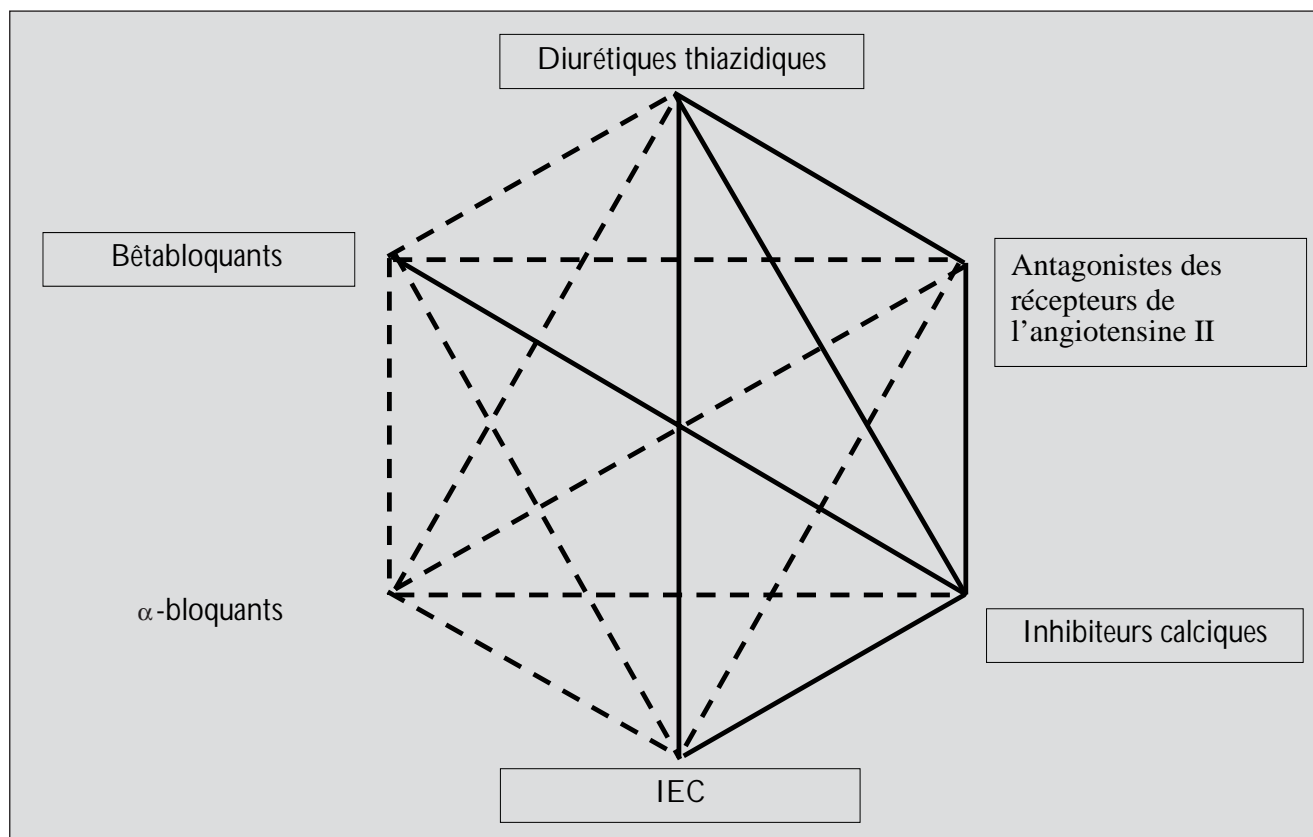 Diurétiques thiazidiques
Bêtabloquants
Antagonistes des
récepteurs de
l’angiotensine II
α-bloquants
Inhibiteurs calciques
IEC